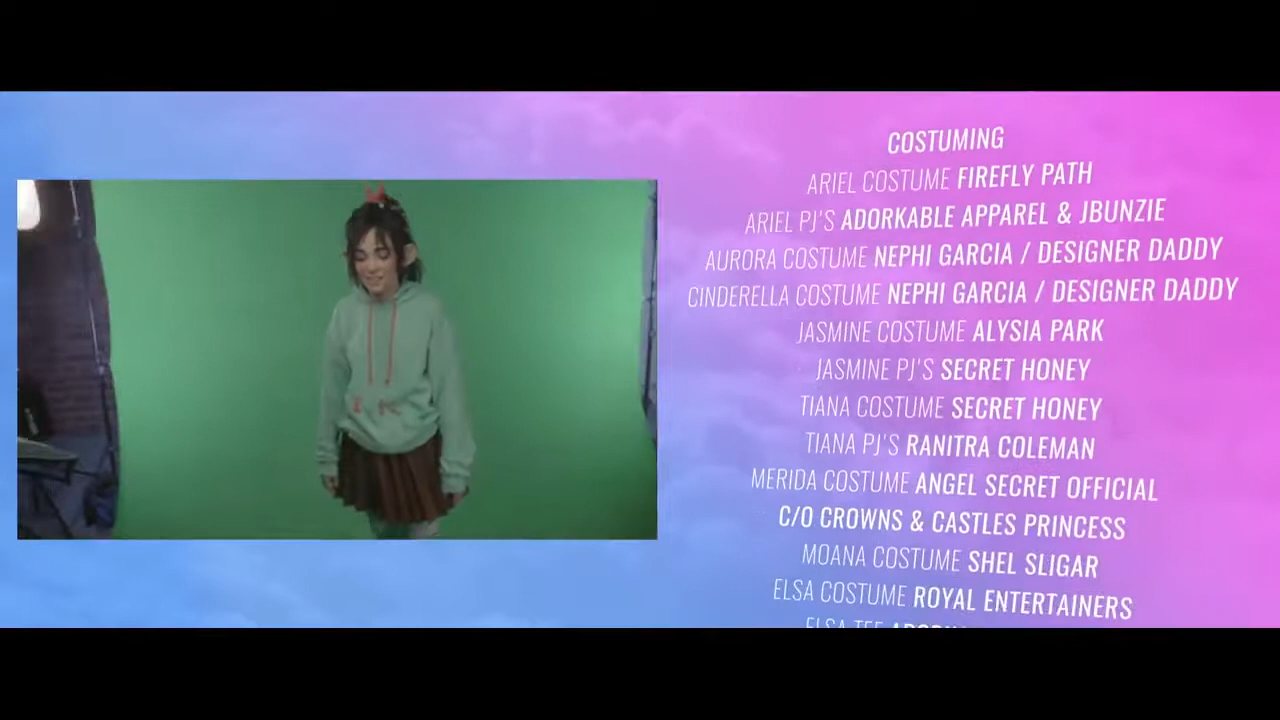 COSTUMING
ARIEL COSTUME FIREFLY PATH
ARIEL PJ'S ADORKABLE APPAREL & JBUNZIE
AURORA COSTUME NEPHI GARCIA / DESIGNER DADDY
CINDERELLA COSTUME NEPHI GARCIA / DESIGNER DADDY
JASMINE COSTUME ALYSIA PARK
JASMINE PJ'S SECRET HONEY
TIANA COSTUME SECRET HONEY
TIANA PJ'S RANITRA COLEMAN
MERIDA COSTUME ANGEL SECRET OFFICIAL
C/O CROWNS & CASTLES PRINCESS
MOANA COSTUME SHEL SLIGAR
ELSA COSTUME ROYAL ENTERTAINERS
ELSA TEE